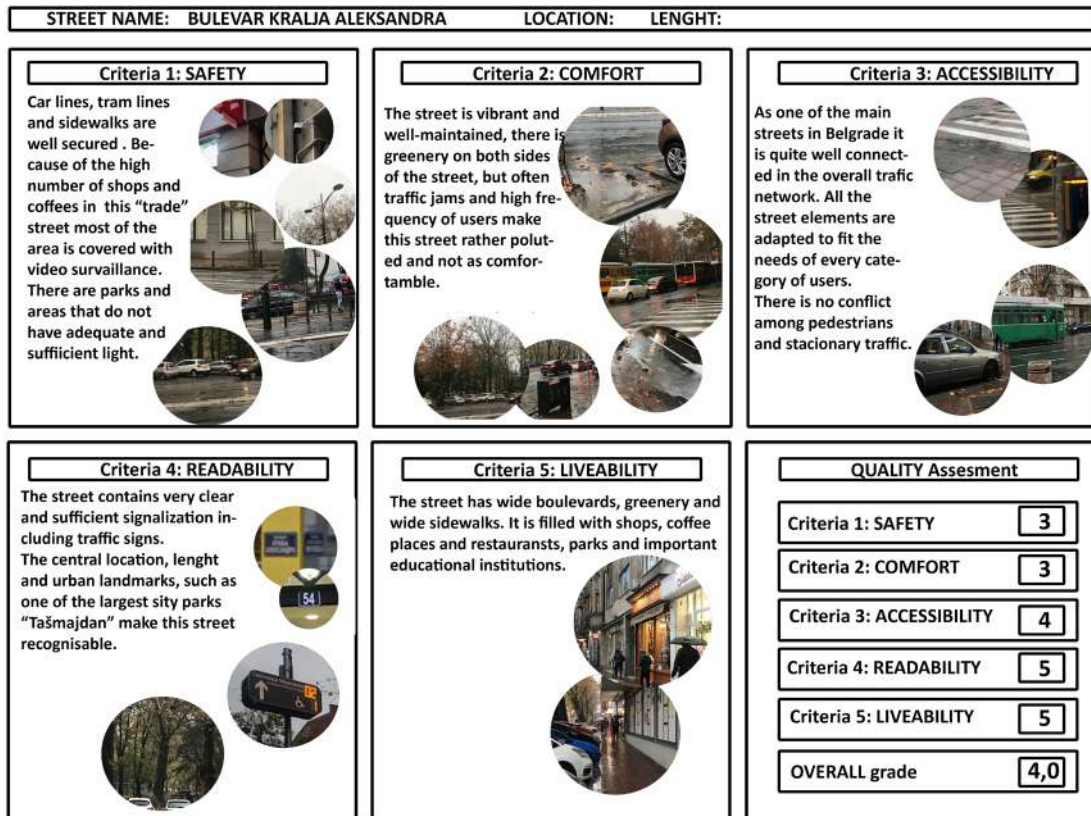 STREET NAME: BULEVAR KRALJA ALEKSANDRA LOCATION: LENGHT:
Criteria 1: SAFETY
Car lines, tram lines
and sidewalks are
well secured . Be-
cause of the high
number of shops and
coffees in this “trade”
street most of the
area is covered with
video survaillance.
There are parks and
areas that do not
have adequate and
suffiicient light.
Criteria 2: COMFORT
The street is vibrant and
well-maintained, there is
greenery on both sides
of the street, but often
traffic jams and high fre-
quency of users make
this street rather polut-
ed and not as comfor-
tamble.
Criteria 3: ACCESSIBILITY
As one of the main
streets in Belgrade it
is quite well connect-
ed in the overall trafic
network. All the
street elements are
adapted to fit the
needs of every cate-
gory of users.
There is no conflict
among pedestrians
and stacionary traffic.
Criteria 4: READABILITY
The street contains very clear
and sufficient signalization in-
cluding traffic signs.
The central location, lenght
and urban landmarks, such as
one of the largest sity parks
“Tašmajdan” make this street
recognisable.
54
Criteria 5: LIVEABILITY
The street has wide boulevards, greenery and
wide sidewalks. It is filled with shops, coffee
places and restauransts, parks and important
educational institutions.
QUALITY Assesment
Criteria 1: SAFETY 3
Criteria 2: COMFORT 3
Criteria 3: ACCESSIBILITY 4
Criteria 4: READABILITY 5
Criteria 5: LIVEABILITY 5
OVERALL grade 4,0